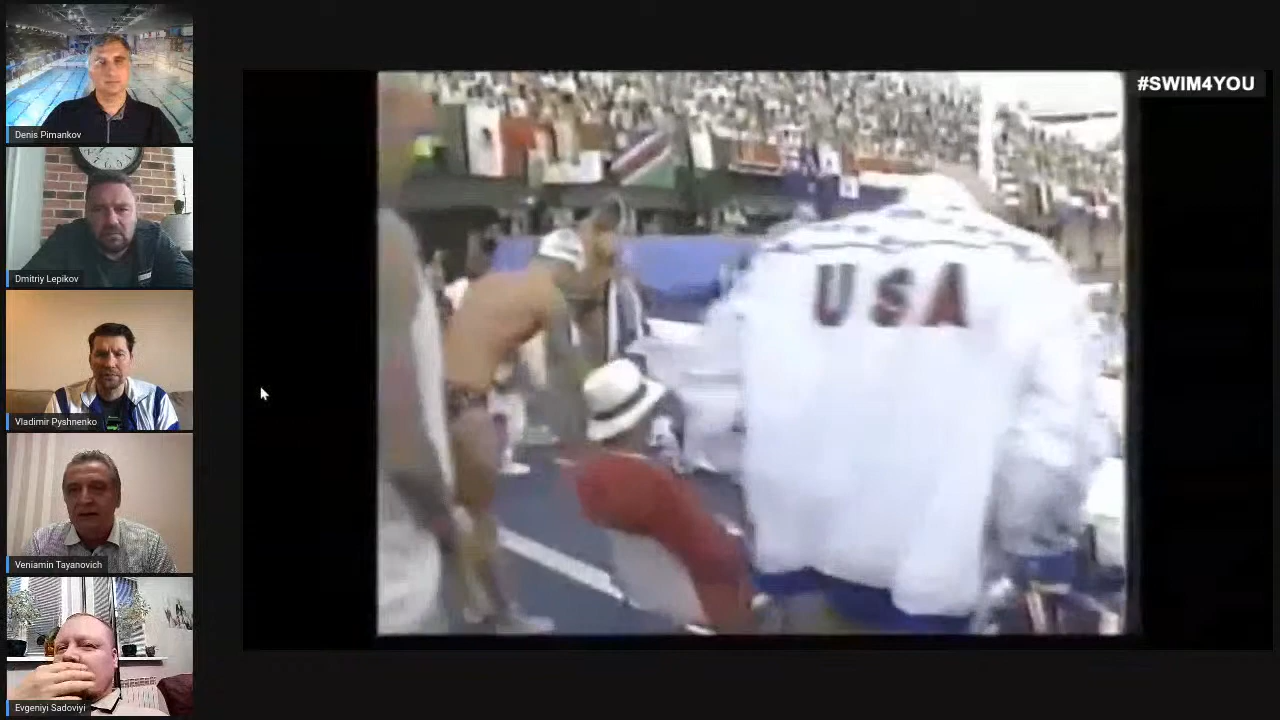 #SWIM4YOU
Denis Pimankov
Dmitriy Lepikov
Vladimir Pyshnenko
Veniamin Tayanovich
Evgeniyi Sadoviyi
USA